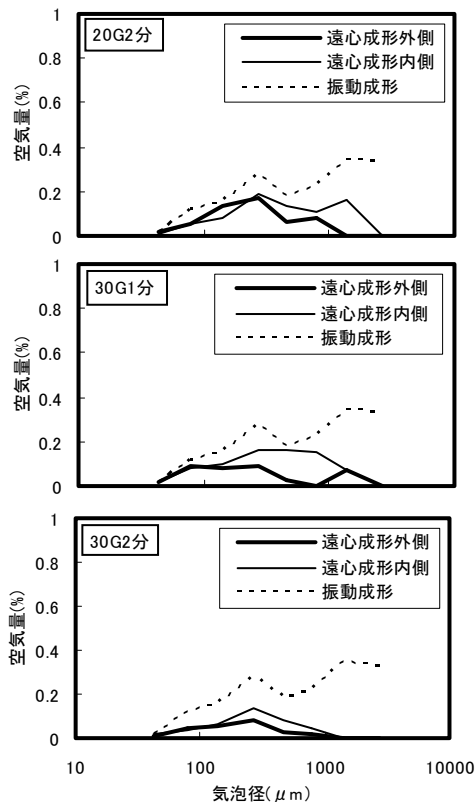 20G2分
遠心成形外側
遠心成形内側
振動成形
空気量(%)
1
0.8
0.6
0.4
0.2
0
30G1分
遠心成形外側
遠心成形内側
振動成形
空気量(%)
1
0.8
0.6
0.4
0.2
0
30G2分
遠心成形外側
遠心成形内側
振動成形
空気量(%)
1
0.8
0.6
0.4
0.2
0
10 100 1000 10000
気泡径(μm)